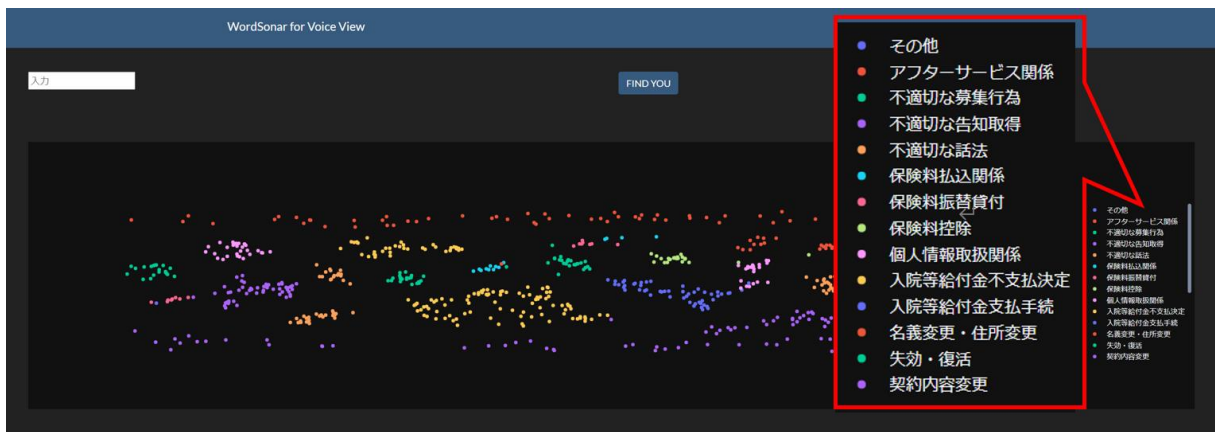 WordSonar for Voice View
入力
FIND YOU
その他
アフターサービス関係
不適切な募集行為
不適切な告知取得
不適切な話法
保険料払込関係
保険料振替貸付
保険料控除
個人情報取扱関係
入院等給付金不支払決定
入院等給付金支払手続
名義変更・住所変更
失効・復活
契約内容変更
その他
アフターサービス関係
不適切な募集行為
不適切な告知取得
不適切な話法
保険料払込関係
保険料振替貸付
保険料控除
個人情報取扱関係
入院等給付金不支払決定
入院等給付金支払手続
名義変更・住所変更
失効・復活
契約内容変更